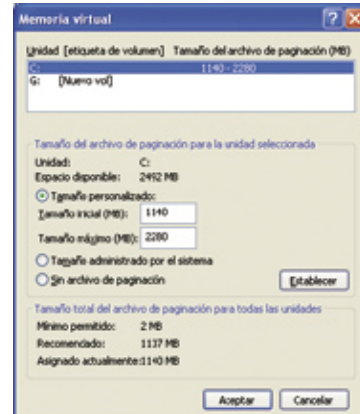 Memoria virtual
Unidad [etiqueta de volumen] Tamaño del archivo de paginación (MB)
C: 1140 - 2280
G: [Nuevo vol]
Tamaño del archivo de paginación para la unidad seleccionada
Unidad: C:
Espacio disponible: 2492 MB
Tamaño personalizado:
Tamaño inicial (MB): 1140
Tamaño máximo (MB): 2280
Tamaño administrado por el sistema
Sin archivo de paginación
Establecer
Tamaño total del archivo de paginación para todas las unidades
Mínimo permitido: 2 MB
Recomendado: 1137 MB
Asignado actualmente: 1140 MB
Aceptar Cancelar